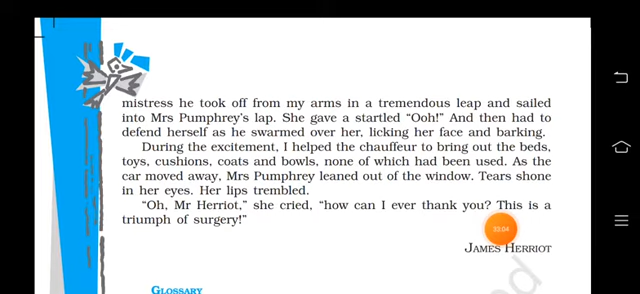 mistress he took off from my arms in a tremendous leap and sailed
into Mrs Pumphrey's lap. She gave a startled “Ooh!” And then had to
defend herself as he swarmed over her, licking her face and barking.
During the excitement, I helped the chauffeur to bring out the beds,
toys, cushions, coats and bowls, none of which had been used. As the
car moved away, Mrs Pumphrey leaned out of the window. Tears shone
in her eyes. Her lips trembled.
“Oh, Mr Herriot,” she cried, “how can I ever thank you? This is a
triumph of surgery!”
33:04
JAMES HERRIOT
GLOSSARY